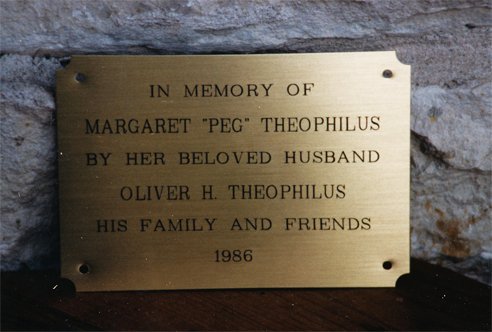 IN MEMORY OF
MARGARET "PEG" THEOPHILUS
BY HER BELOVED HUSBAND
OLIVER H. THEOPHILUS
HIS FAMILY AND FRIENDS
1986